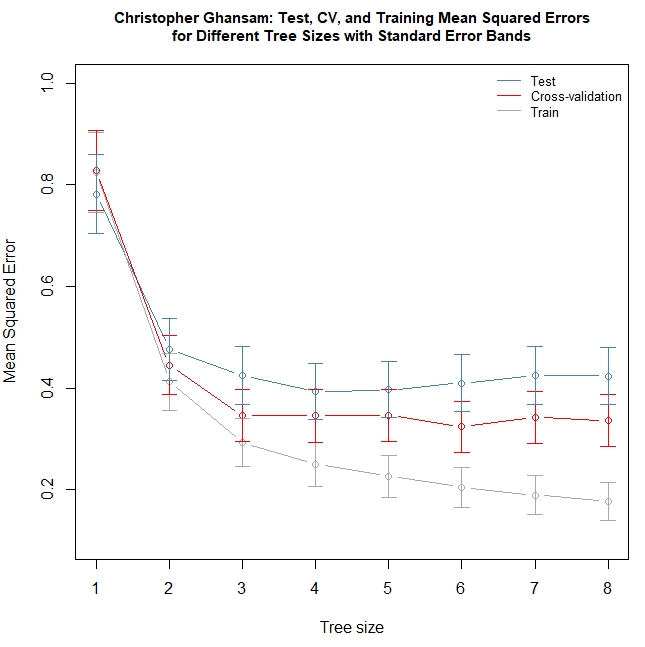 Christopher Ghansam: Test, CV, and Training Mean Squared Errors
for Different Tree Sizes with Standard Error Bands
Test
Cross-validation
Train
Mean Squared Error
1.0
0.8
0.6
0.4
0.2
1 2 3 4 5 6 7 8
Tree size